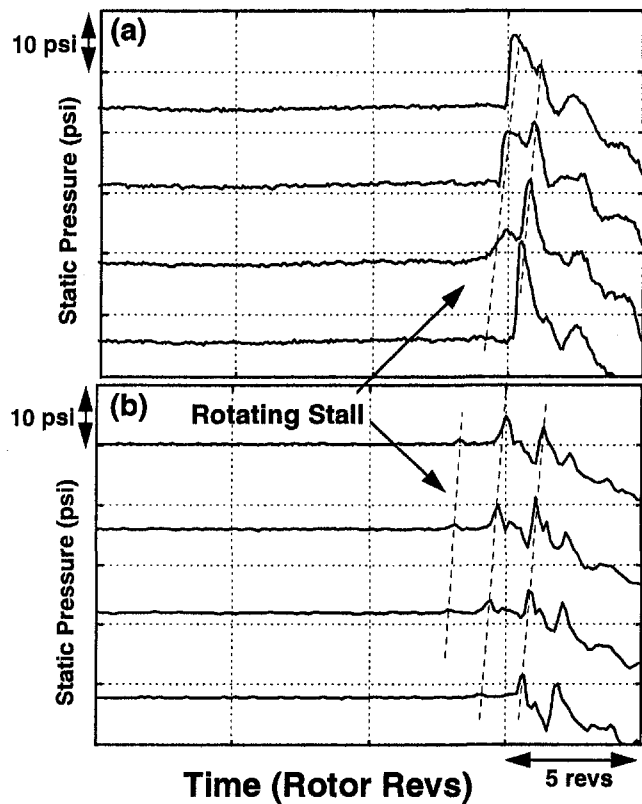 (a)
10 psi
Static Pressure (psi)
(b)
10 psi
Rotating Stall
Static Pressure (psi)
5 revs
Time (Rotor Revs)